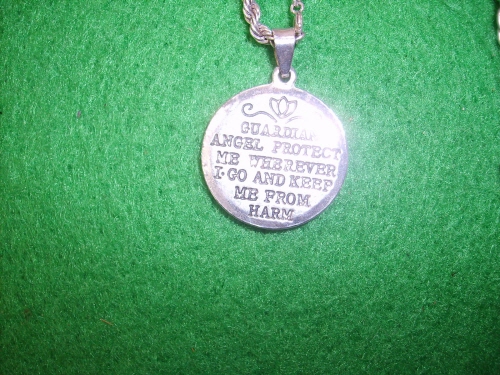 GUARDIAN
ANGEL PROTECT
ME WHEREVER
I GO AND KEEP
ME FROM
HARM